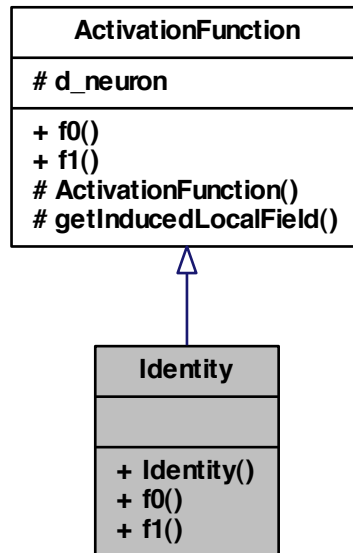 ActivationFunction
# d_neuron
+ f0()
+ f1()
# ActivationFunction()
# getInducedLocalField()
Identity
+ Identity()
+ f0()
+ f1()